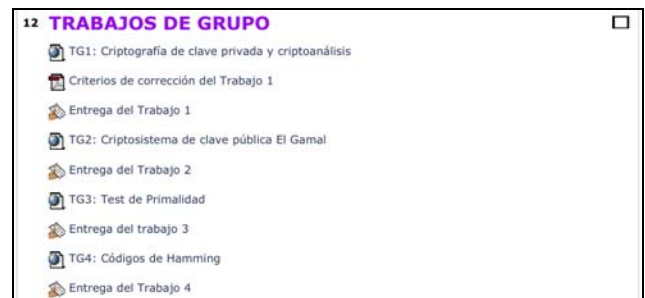 12 TRABAJOS DE GRUPO
TG1: Criptografía de clave privada y criptoanálisis
Criterios de corrección del Trabajo 1
Entrega del Trabajo 1
TG2: Criptosistema de clave pública El Gamal
Entrega del Trabajo 2
TG3: Test de Primalidad
Entrega del trabajo 3
TG4: Códigos de Hamming
Entrega del Trabajo 4